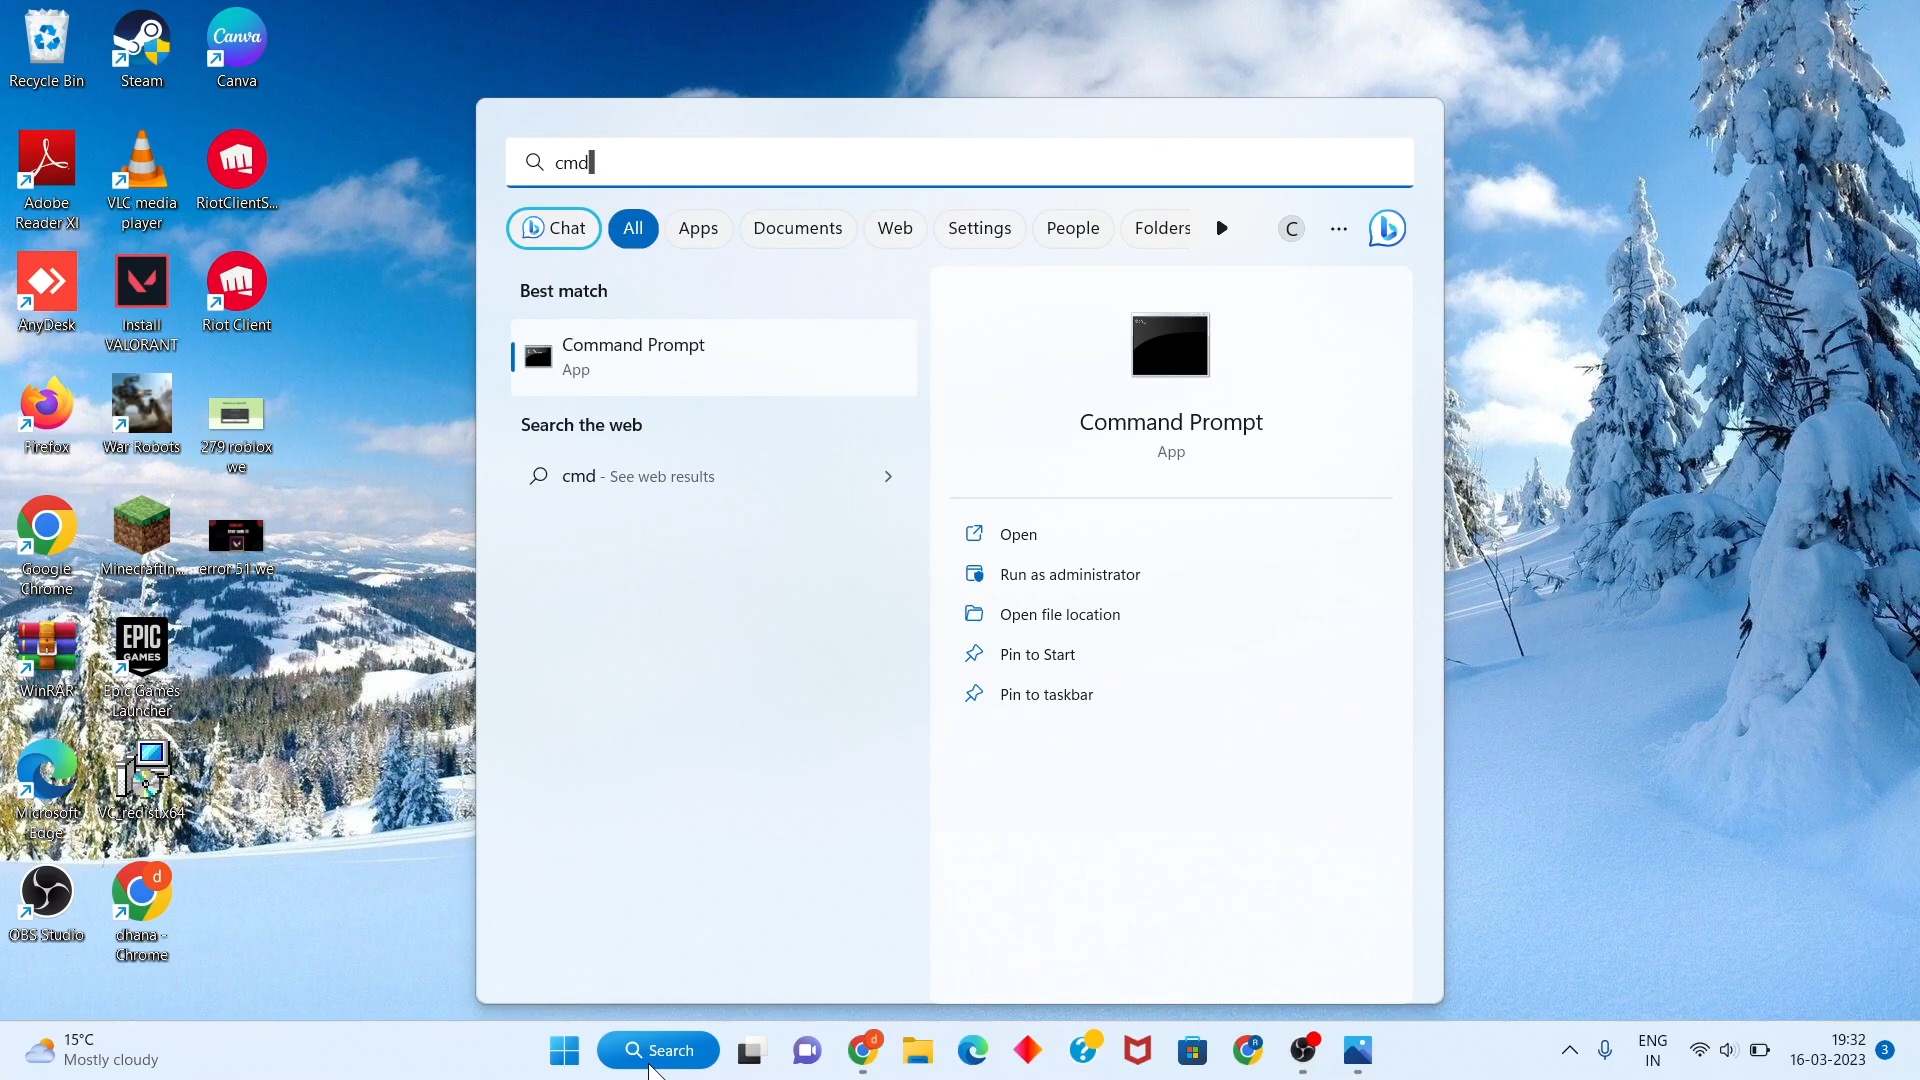 Recycle Bin
Steam
Canva
Canva
Adobe
Reader XI
VLC media
player
RiotClientS...
AnyDesk
Install
VALORANT
Riot Client
Firefox
War Robots
279 roblox
we
Google
Chrome
MinecraftIn...
error 51 we
WinRAR
EPIC
GAMES
Epic Games
Launcher
Microsoft
Edge
VC_redist.x64
OBS Studio
d
dhana -
Chrome
cmd
Chat
All
Apps
Documents
Web
Settings
People
Folders
C
...
Best match
Command Prompt
App
Search the web
cmd - See web results
Command Prompt
App
Open
Run as administrator
Open file location
Pin to Start
Pin to taskbar
15°C
Mostly cloudy
Search
d
R
ENG
IN
19:32
16-03-2023
3